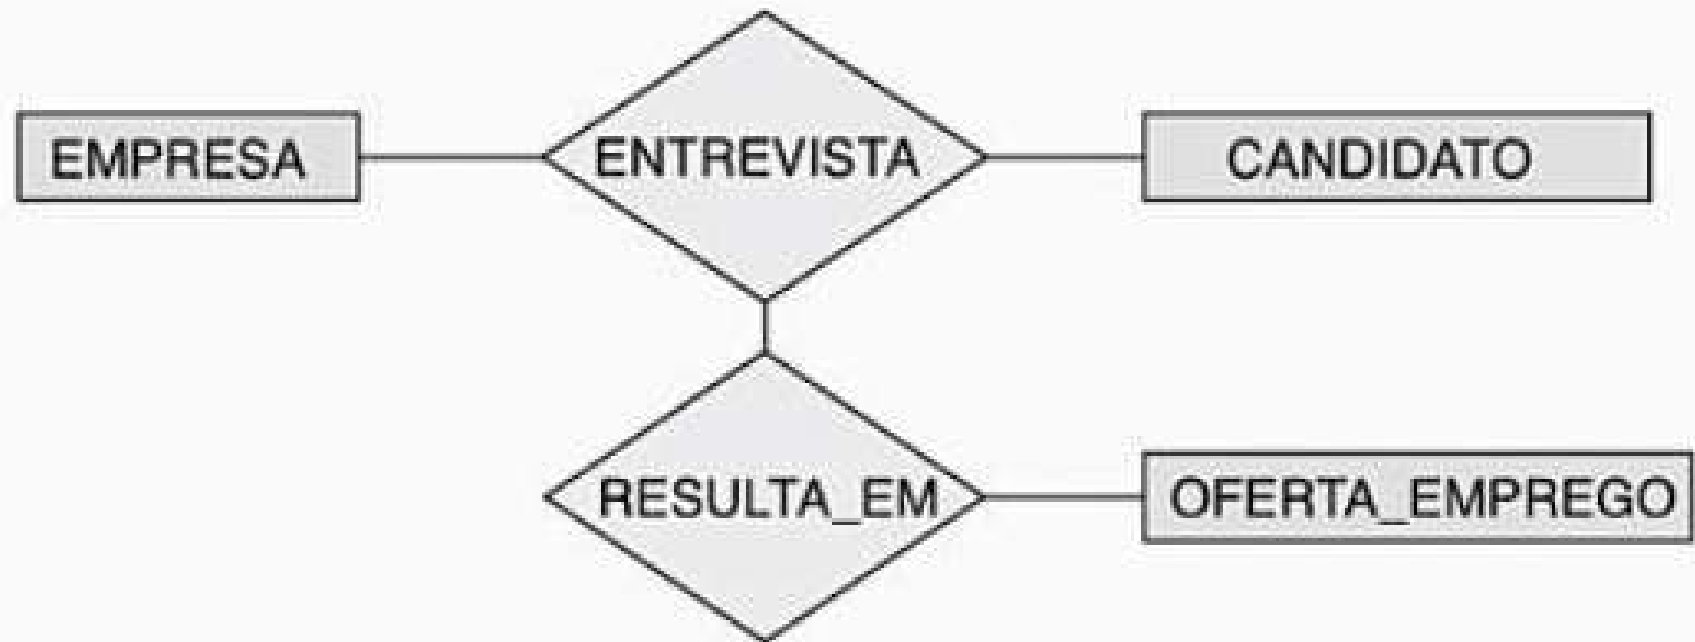 EMPRESA
ENTREVISTA
CANDIDATO
RESULTA_EM
OFERTA_EMPREGO